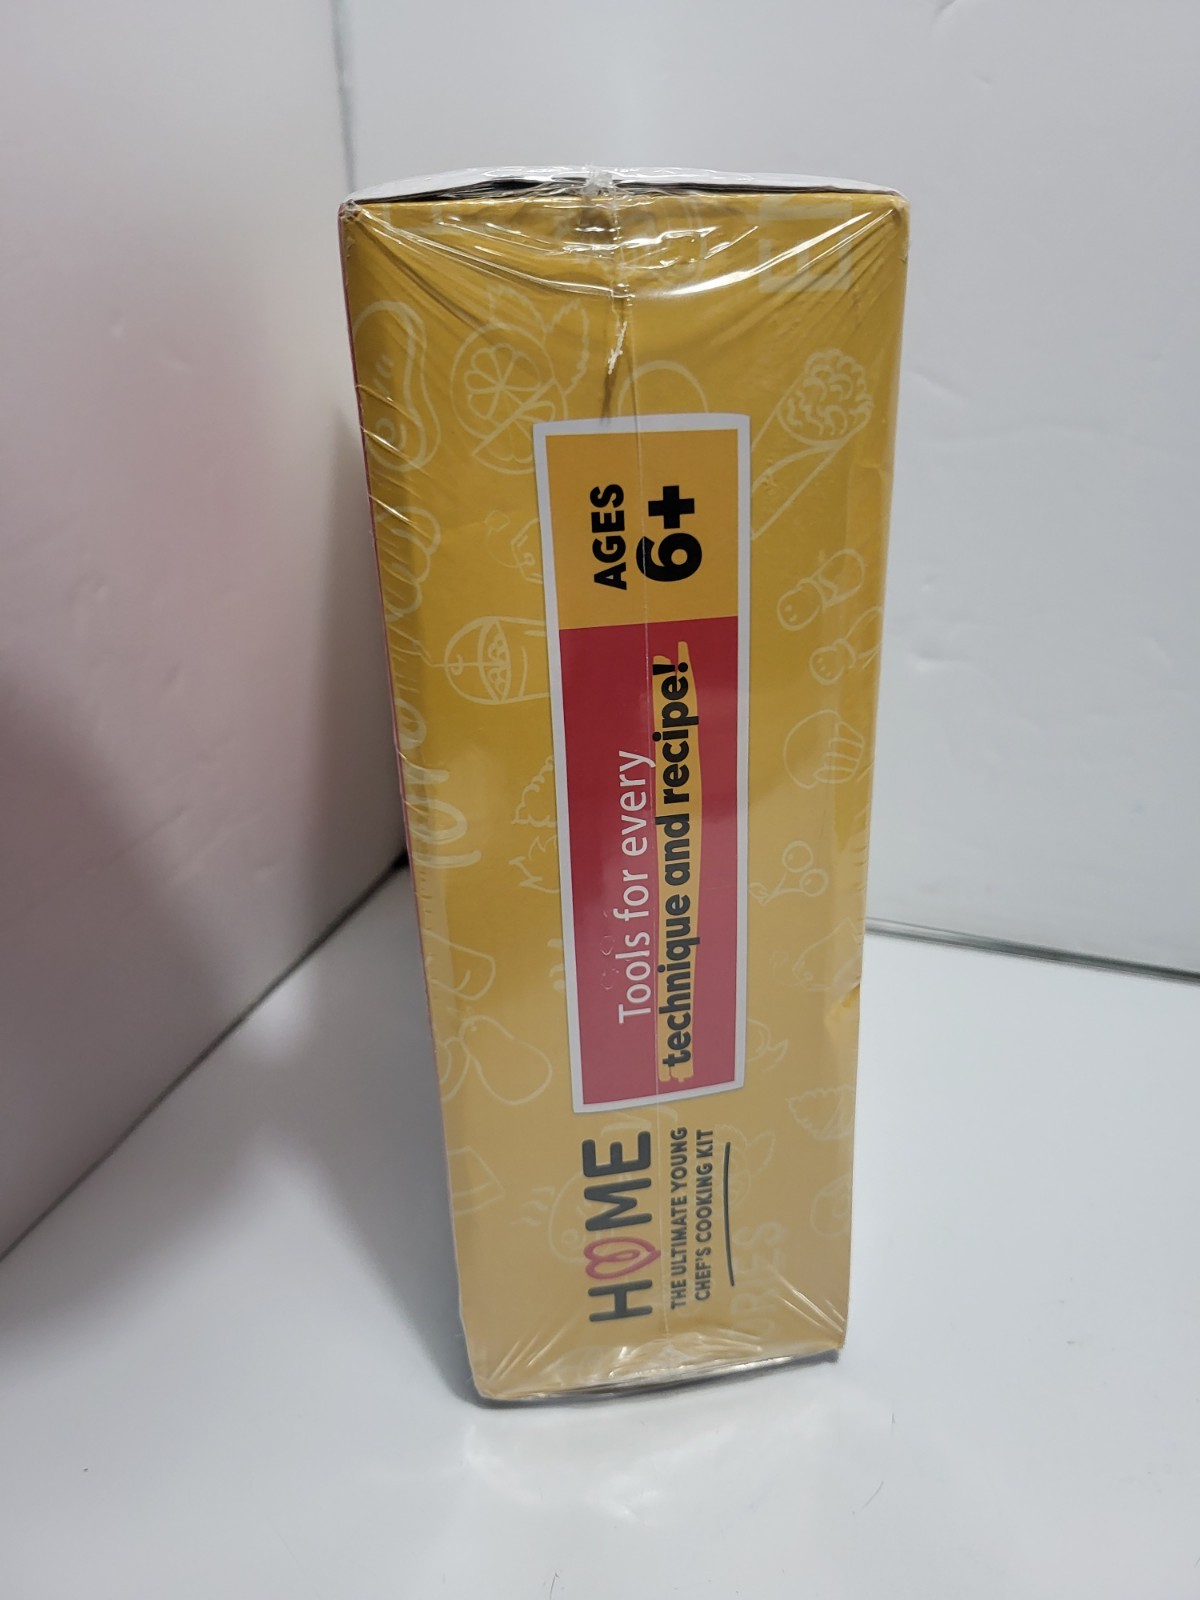 HOME
THE ULTIMATE YOUNG
CHEF'S COOKING KIT
Tools for every
technique and recipe!
AGES
6+